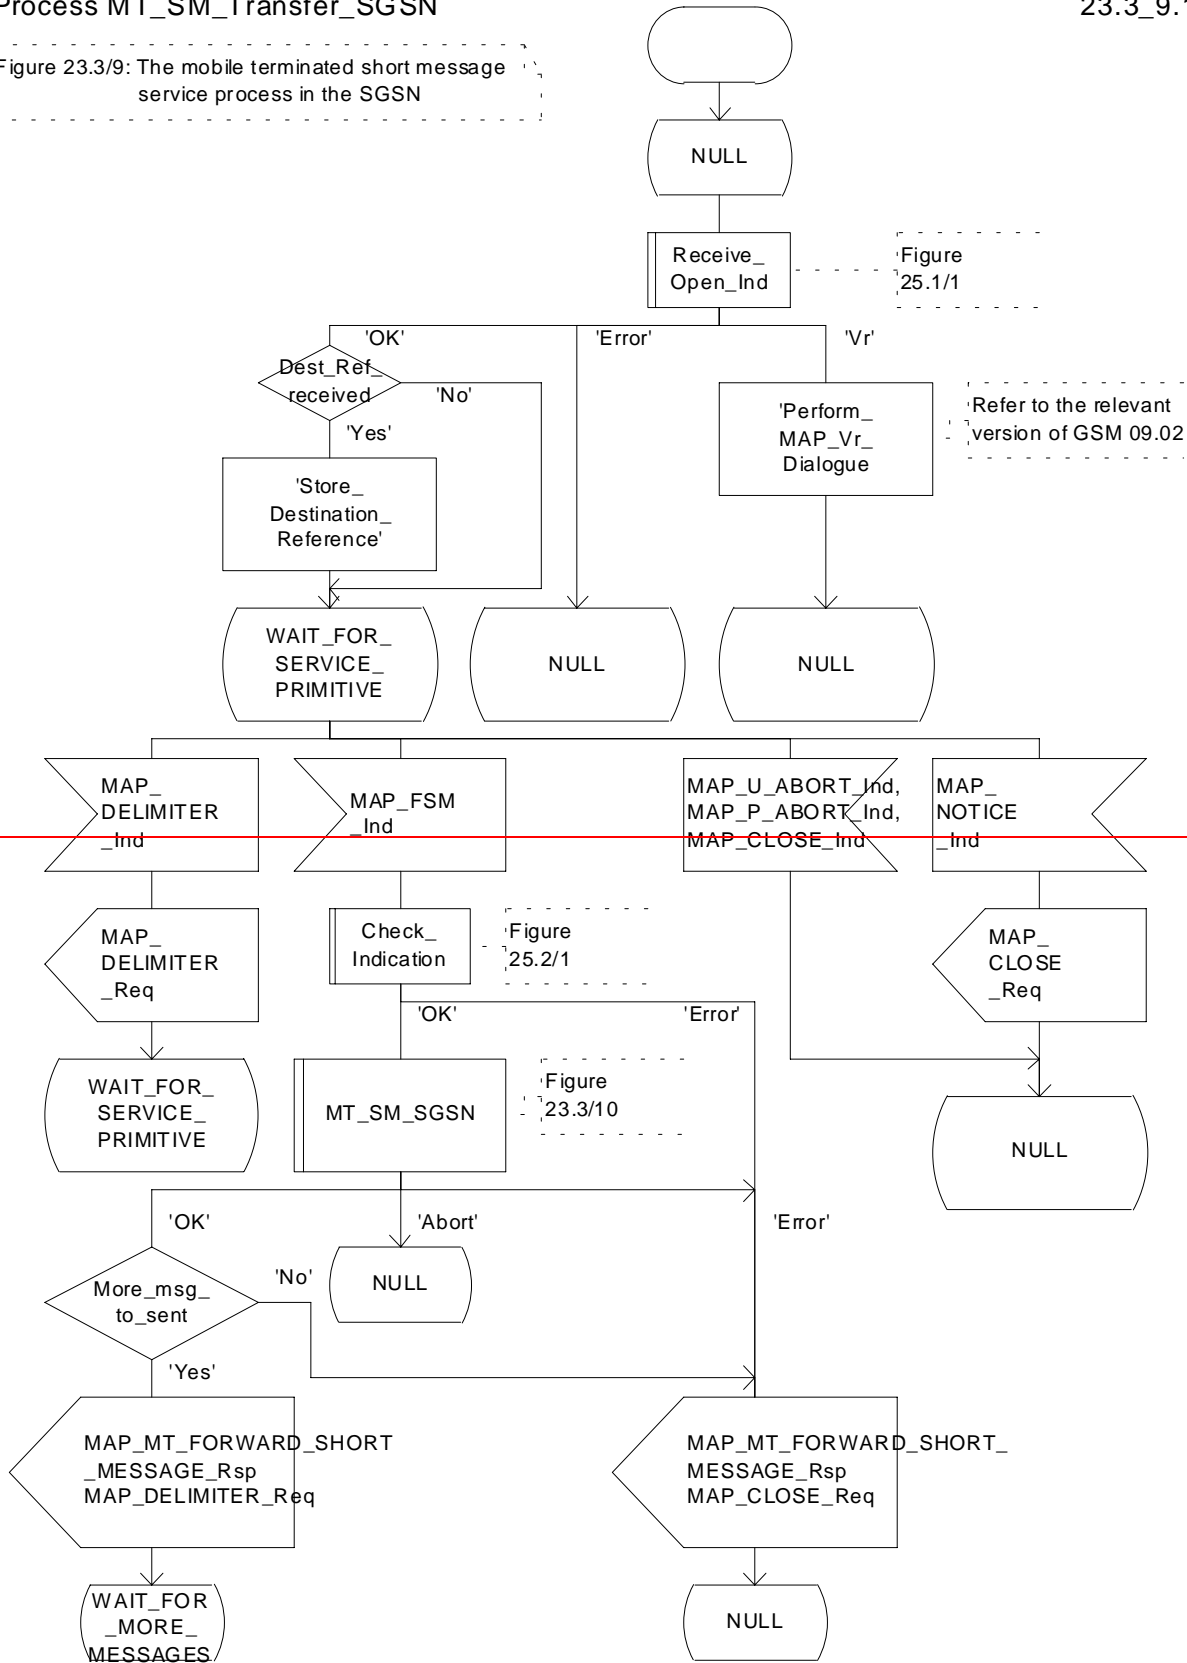 Process MT_SM_Transfer_SGSN
23.3_9.1
Figure 23.3/9: The mobile terminated short message
service process in the SGSN
NULL
Receive_
Open_Ind
Figure
25.1/1
'OK'
'Error'
'Vr'
Dest_Ref_
received
'No'
'Yes'
'Perform_
MAP_Vr_
Dialogue
Refer to the relevant
version of GSM 09.02
'Store_
Destination_
Reference'
WAIT_FOR_
SERVICE_
PRIMITIVE
NULL
NULL
MAP_
DELIMITER
_Ind
MAP_FSM
_Ind
MAP_U_ABORT_Ind,
MAP_P_ABORT_Ind,
MAP_CLOSE_Ind
MAP_
NOTICE
_Ind
MAP_
DELIMITER
_Req
Check_
Indication
Figure
25.2/1
MAP_
CLOSE
_Req
'OK'
'Error'
WAIT_FOR_
SERVICE_
PRIMITIVE
MT_SM_SGSN
Figure
23.3/10
NULL
'OK'
'Abort'
'Error'
More_msg_
to_sent
'No'
NULL
'Yes'
MAP_MT_FORWARD_SHORT
_MESSAGE_Rsp
MAP_DELIMITER_Req
MAP_MT_FORWARD_SHORT_
MESSAGE_Rsp
MAP_CLOSE_Req
WAIT_FOR
_MORE_
MESSAGES
NULL